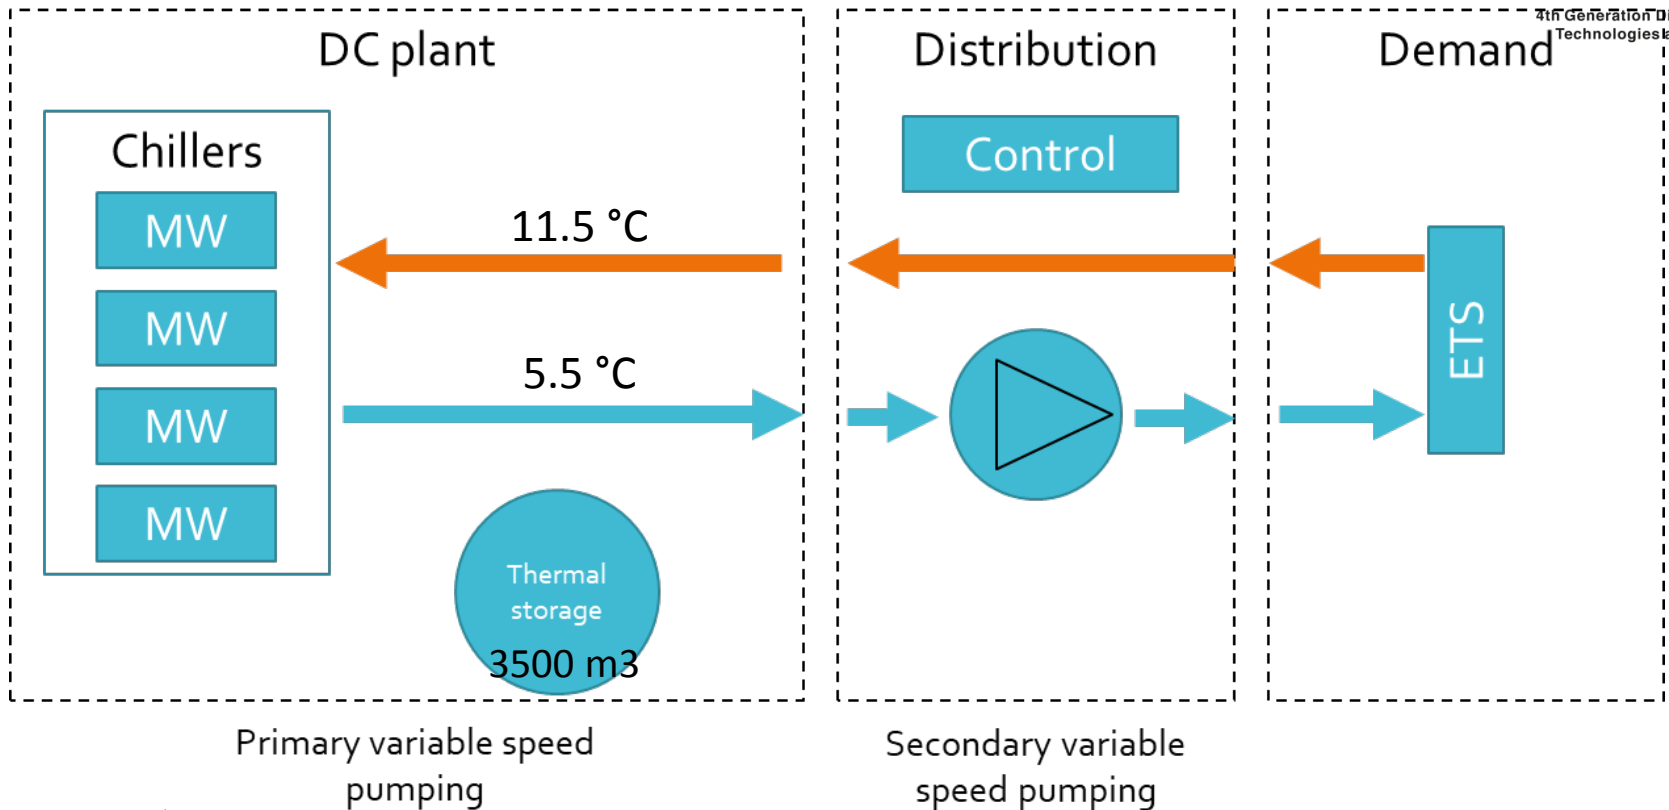 4th Generation
Technologies
DC plant
Distribution
Demand
Chillers
MW
MW
MW
MW
11.5 °C
5.5 °C
Thermal
storage
3500 m3
Control
ETS
Primary variable speed
pumping
Secondary variable
speed pumping